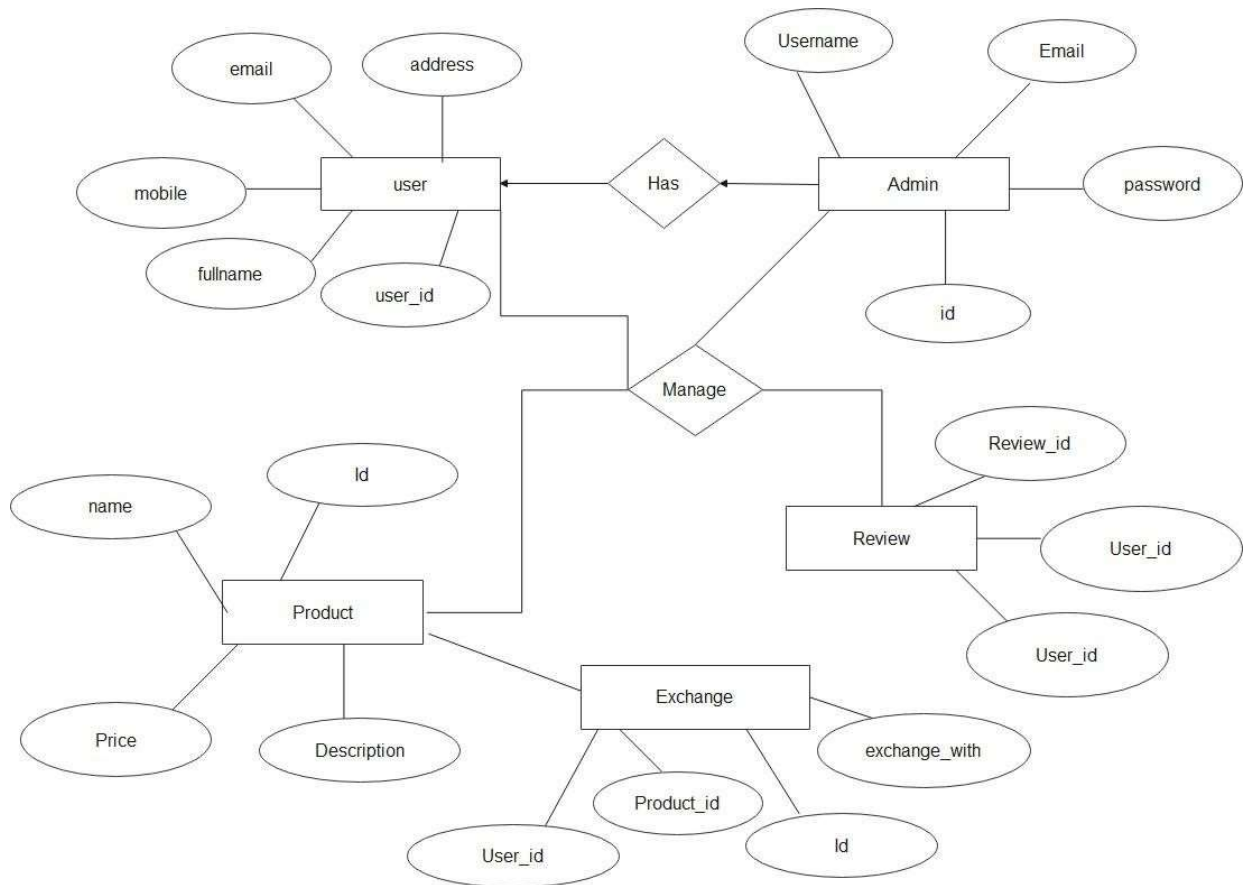 Username
Email
email
address
user
Has
Admin
mobile
password
fullname
user_id
id
Manage
Review_id
Id
name
Review
User_id
Product
User_id
Exchange
Price
Description
exchange_with
Product_id
User_id
Id